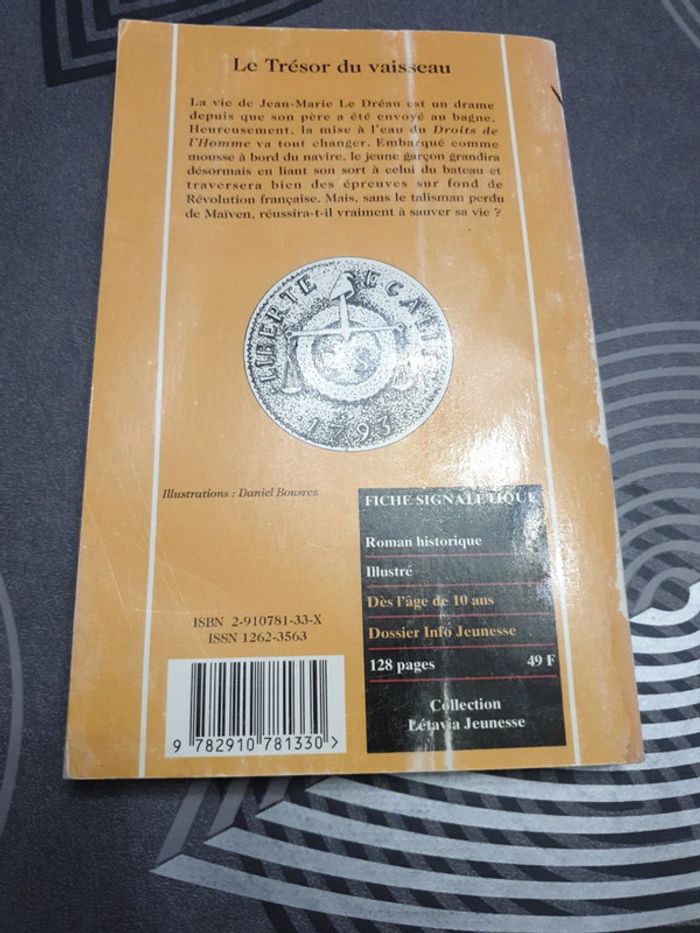 Le Trésor du vaisseau
La vie de Jean-Marie Le Dréau est un drame
depuis que son père a été envoyé au bagne.
Heureusement, la mise à l'eau du Droits de
l'Homme va tout changer. Embarqué comme
mousse à bord du navire, le jeune garçon grandira
désormais en liant son sort à celui du bateau et
traversera bien des épreuves sur fond de
Révolution française. Mais, sans le talisman perdu
de Maïven, réussira-t-il vraiment à sauver sa vie ?
LIBERTE EGALITE
1793
Illustrations : Daniel Bousrez
FICHE SIGNALETIQUE
Roman historique
Illustré
Dès l'âge de 10 ans
Dossier Info Jeunesse
128 pages 49 F
Collection
Létavia Jeunesse
ISBN 2-910781-33-X
ISSN 1262-3563
9 782910 781330 >